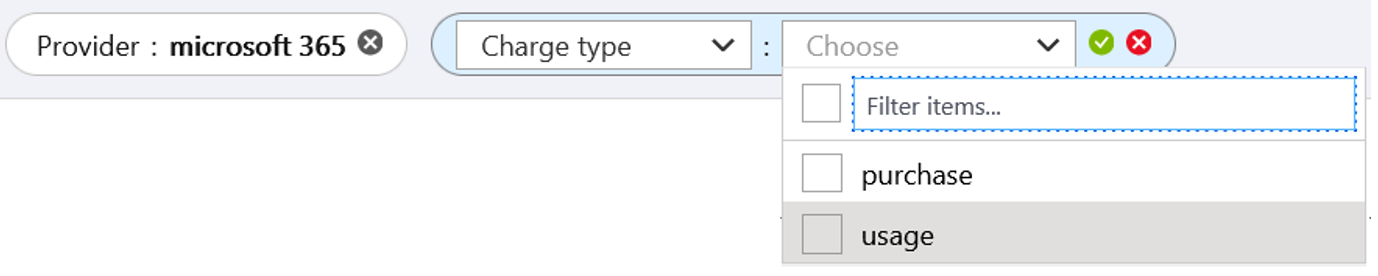 Provider : microsoft 365 Charge type : Choose
Filter items...
purchase
usage